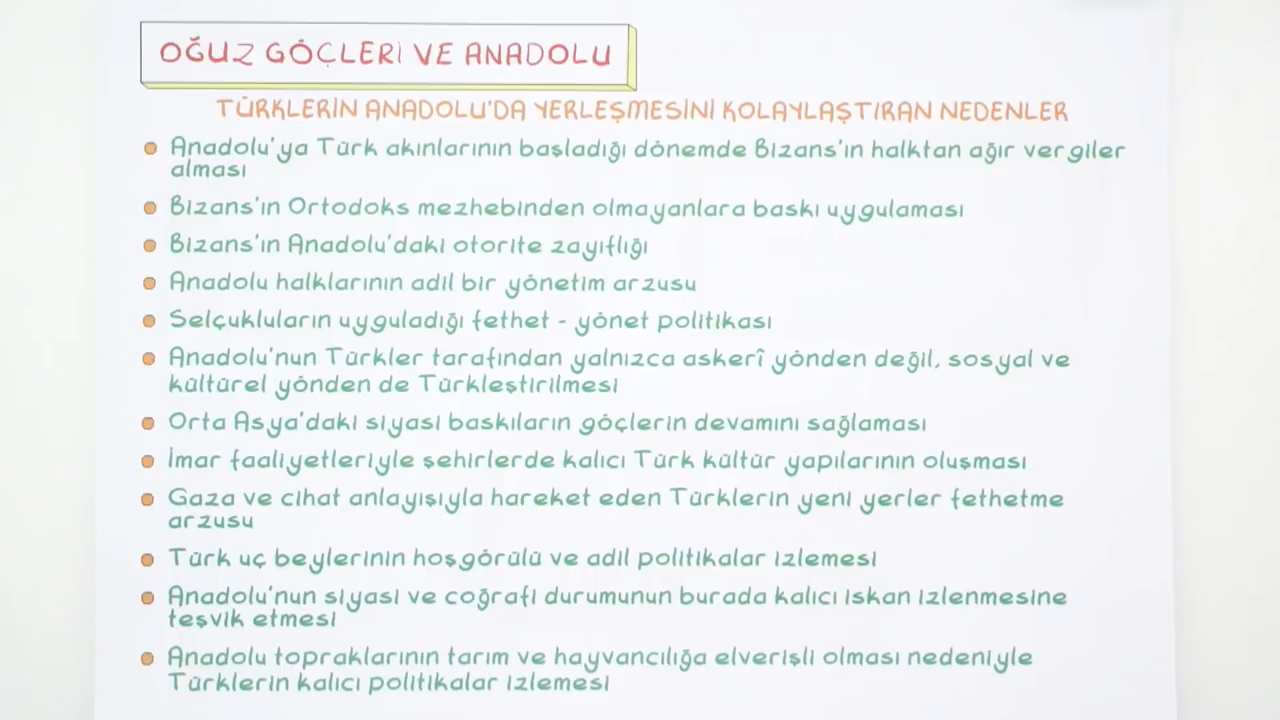 OĞUZ GÖÇLERİ VE ANADOLU
TÜRKLERİN ANADOLU'DA YERLEŞMESİNİ KOLAYLAŞTIRAN NEDENLER
Anadolu'ya Türk akınlarının başladığı dönemde Bizans'ın halktan ağır vergiler
alması
Bizans'ın Ortodoks mezhebinden olmayanlara baskı uygulaması
Bizans'ın Anadolu'daki otorite zayıflığı
Anadolu halklarının adil bir yönetim arzusu
Selçukluların uyguladığı fethet - yönet politikası
Anadolu'nun Türkler tarafından yalnızca askerî yönden değil, sosyal ve
kültürel yönden de Türkleştirilmesi
Orta Asya'daki siyasi baskıların göçlerin devamını sağlaması
İmar faaliyetleriyle şehirlerde kalıcı Türk kültür yapılarının oluşması
Gaza ve cihat anlayışıyla hareket eden Türklerin yeni yerler fethetme
arzusu
Türk uç beylerinin hoşgörülü ve adil politikalar izlemesi
Anadolu'nun siyasi ve coğrafi durumunun burada kalıcı iskan izlenmesine
teşvik etmesi
Anadolu topraklarının tarım ve hayvancılığa elverişli olması nedeniyle
Türklerin kalıcı politikalar izlemesi